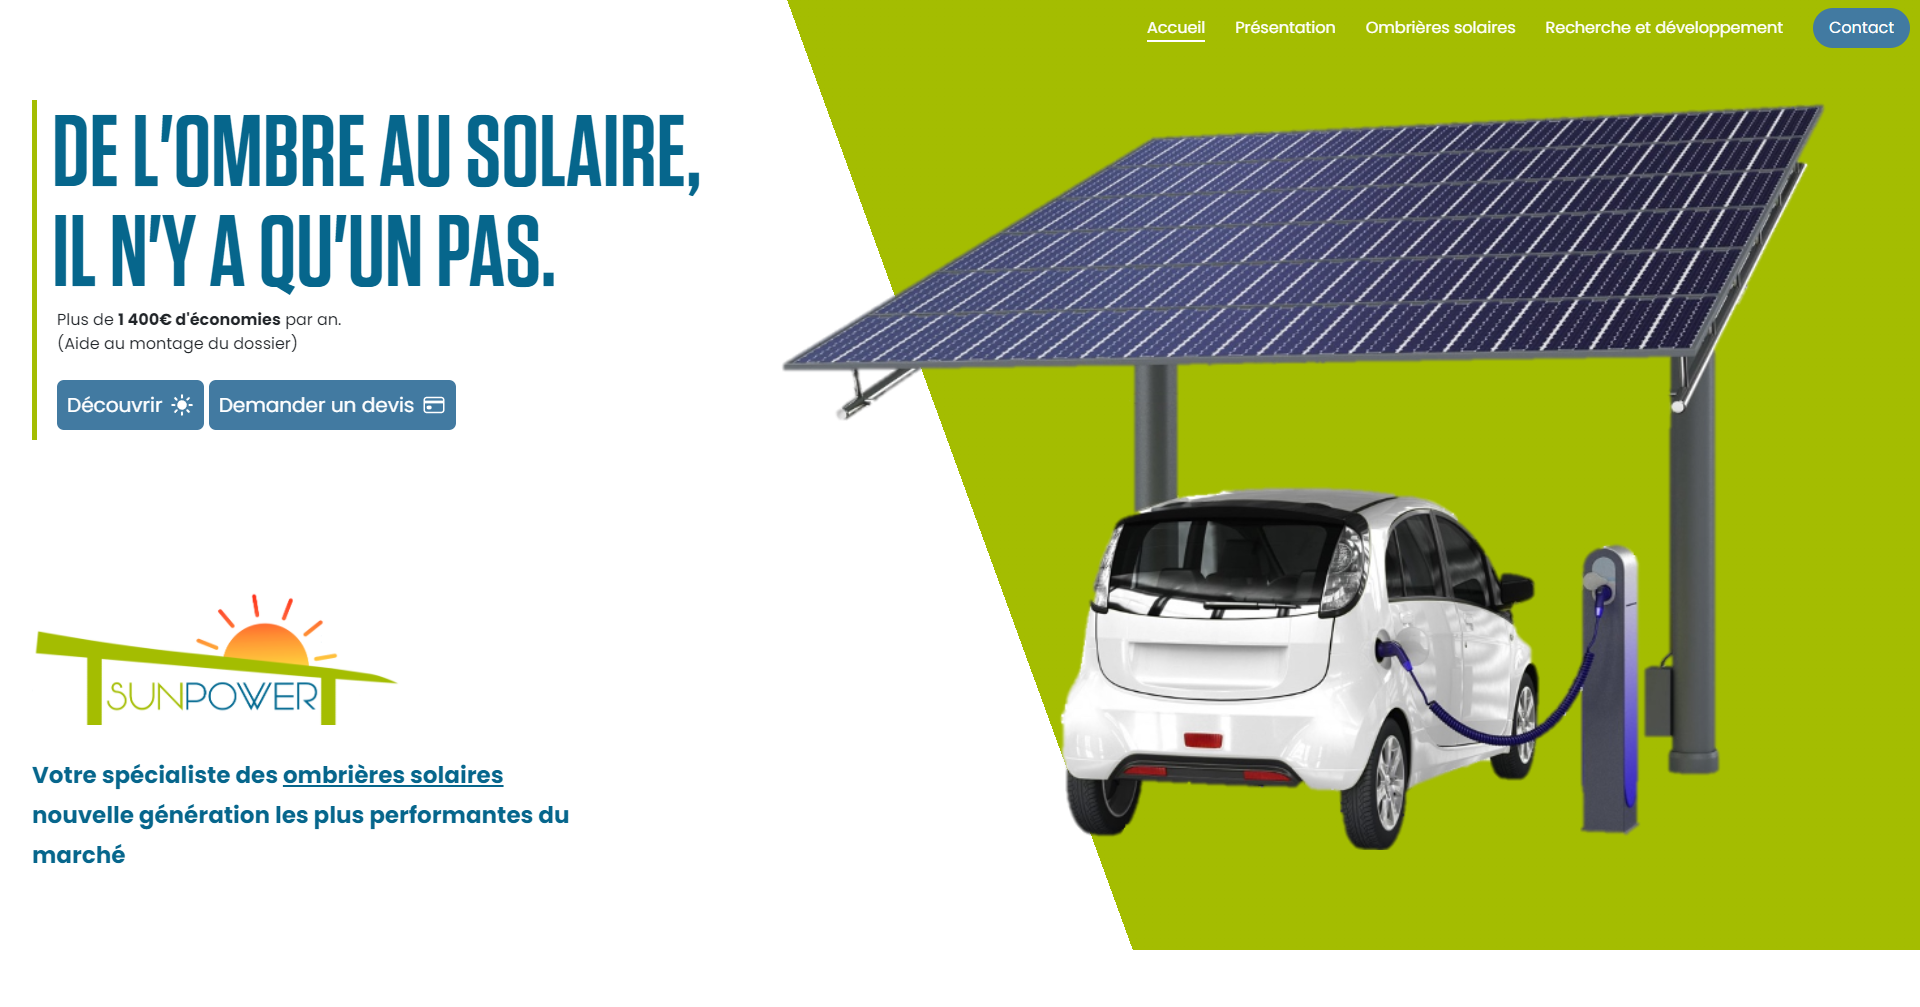 Accueil Présentation Ombrières solaires Recherche et développement Contact
DE L'OMBRE AU SOLAIRE,
IL N'Y A QU'UN PAS.
Plus de 1 400€ d'économies par an.
(Aide au montage du dossier)
Découvrir Demander un devis
SUNPOWER
Votre spécialiste des ombrières solaires
nouvelle génération les plus performantes du
marché